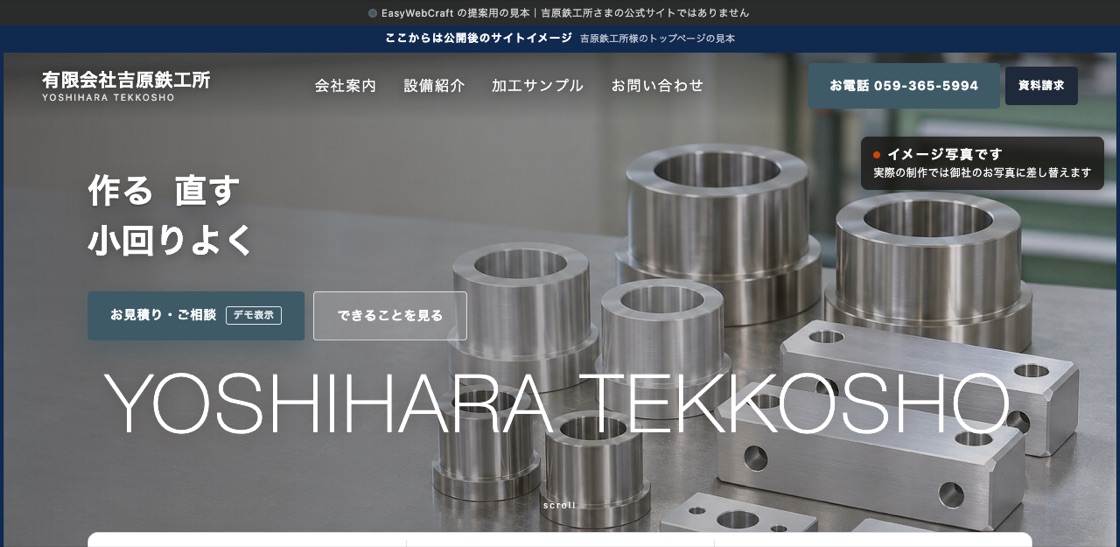 EasyWebCraft の提案用の見本｜吉原鉄工所さまの公式サイトではありません
ここからは公開後のサイトイメージ 吉原鉄工所様のトップページの見本
有限会社吉原鉄工所
YOSHIHARA TEKKOSHO
会社案内 設備紹介 加工サンプル お問い合わせ
お電話 059-365-5994
資料請求
イメージ写真です
実際の制作では御社のお写真に差し替えます
作る 直す
小回りよく
お見積り・ご相談 デモ表示
できることを見る
YOSHIHARA TEKKOSHO
scroll